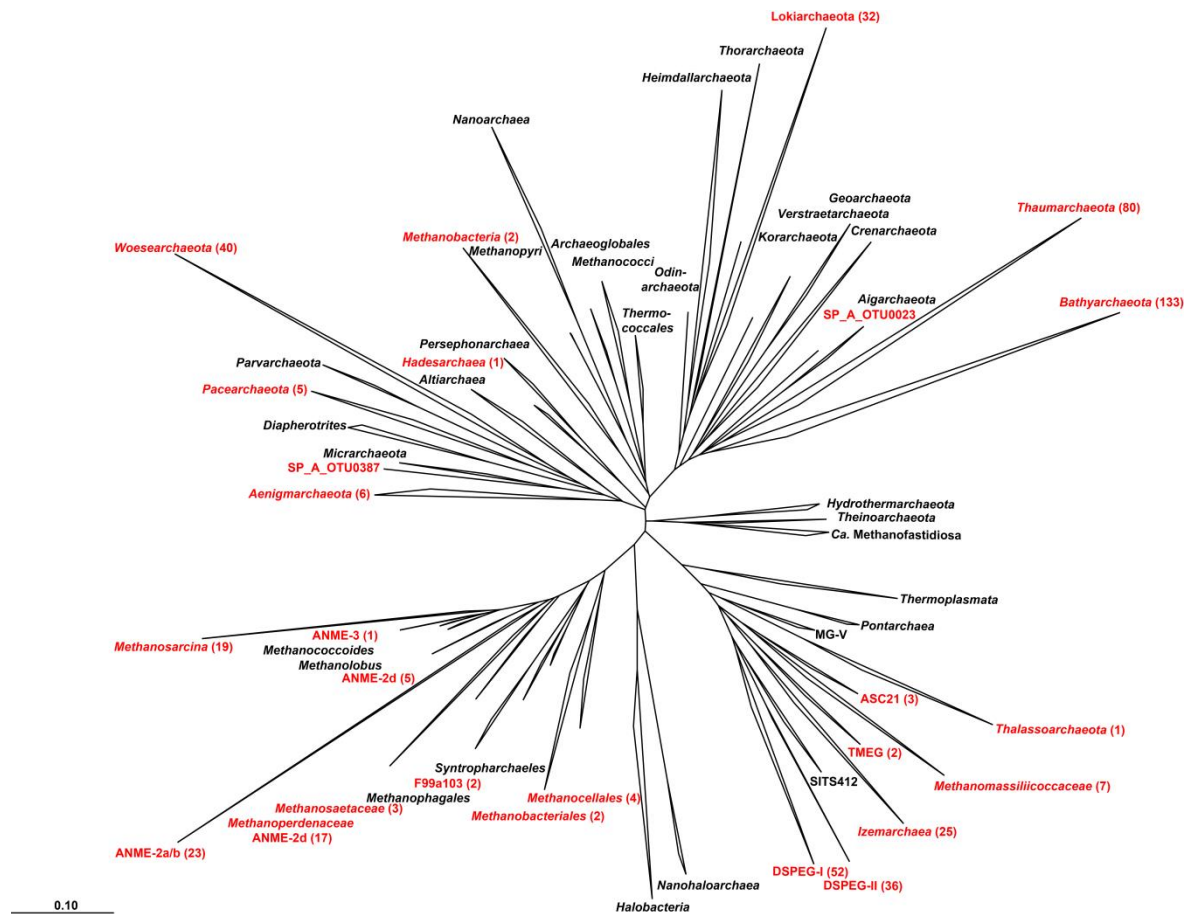 Lokiarchaeota (32)
Thorarchaeota
Heimdallarchaeota
Nanoarchaea
Geoarchaeota
Verstraetarchaeota
Thaumarchaeota (80)
Korarchaeota
Crenarchaeota
Woesearchaeota (40)
Methanobacteria (2)
Methanopyri
Archaeoglobales
Methanococci
Odin-
archaeota
Aigarchaeota
SP_A_OTU0023
Bathyarchaeota (133)
Thermo-
coccales
Persephonarchaea
Hadesarchaea (1)
Altiarchaea
Parvarchaeota
Pacearchaeota (5)
Diapherotrites
Micrarchaeota
SP_A_OTU0387
Aenigmarchaeota (6)
Hydrothermarchaeota
Theinoarchaeota
Ca. Methanofastidiosa
Thermoplasmata
Pontarchaea
MG-V
ANME-3 (1)
Methanosarcina (19)
Methanococcoides
Methanolobus
ANME-2d (5)
ASC21 (3)
Thalassoarchaeota (1)
TMEG (2)
SITS412
Methanomassiliicoccaceae (7)
Syntropharchaeles
F99a103 (2)
Methanophagales
Methanosaetaceae (3)
Methanoperdenaceae
ANME-2d (17)
Methanocellales (4)
Methanobacteriales (2)
Izemarchaea (25)
ANME-2a/b (23)
DSPEG-I (52)
DSPEG-II (36)
Nanohaloarchaea
Halobacteria
0.10